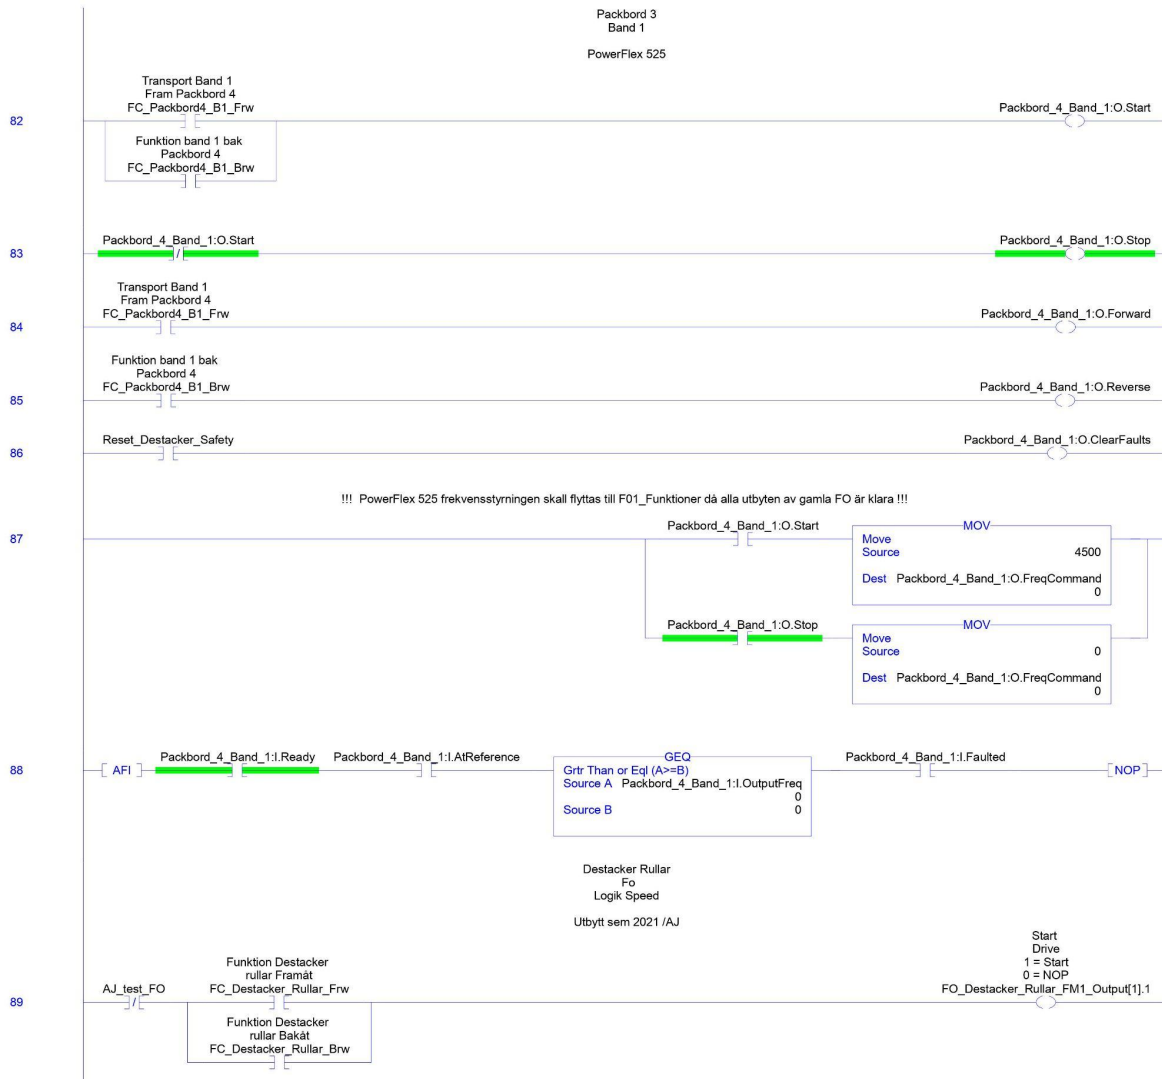 Packbord 3
Band 1
PowerFlex 525
Transport Band 1
Fram Packbord 4
FC_Packbord4_B1_Frw
Packbord_4_Band_1:O.Start
82
Funktion band 1 bak
Packbord 4
FC_Packbord4_B1_Brw
Packbord_4_Band_1:O.Start
Packbord_4_Band_1:O.Stop
83
Transport Band 1
Fram Packbord 4
FC_Packbord4_B1_Frw
Packbord_4_Band_1:O.Forward
84
Funktion band 1 bak
Packbord 4
FC_Packbord4_B1_Brw
Packbord_4_Band_1:O.Reverse
85
Reset_Destacker_Safety
Packbord_4_Band_1:O.ClearFaults
86
!!! PowerFlex 525 frekvensstyrningen skall flyttas till F01_Funktioner då alla utbyten av gamla FO är klara !!!
87
Packbord_4_Band_1:O.Start
MOV
Move
Source 4500
Dest Packbord_4_Band_1:O.FreqCommand
0
Packbord_4_Band_1:O.Stop
MOV
Move
Source 0
Dest Packbord_4_Band_1:O.FreqCommand
0
88
AFI
Packbord_4_Band_1:I.Ready
Packbord_4_Band_1:I.AtReference
GEQ
Grtr Than or Eql (A>=B)
Source A Packbord_4_Band_1:I.OutputFreq
0
Source B 0
Packbord_4_Band_1:I.Faulted
NOP
Destacker Rullar
Fo
Logik Speed
Utbytt sem 2021 /AJ
89
AJ_test_FO
Funktion Destacker
rullar Framåt
FC_Destacker_Rullar_Frw
Funktion Destacker
rullar Bakåt
FC_Destacker_Rullar_Brw
Start
Drive
1 = Start
0 = NOP
FO_Destacker_Rullar_FM1_Output[1].1